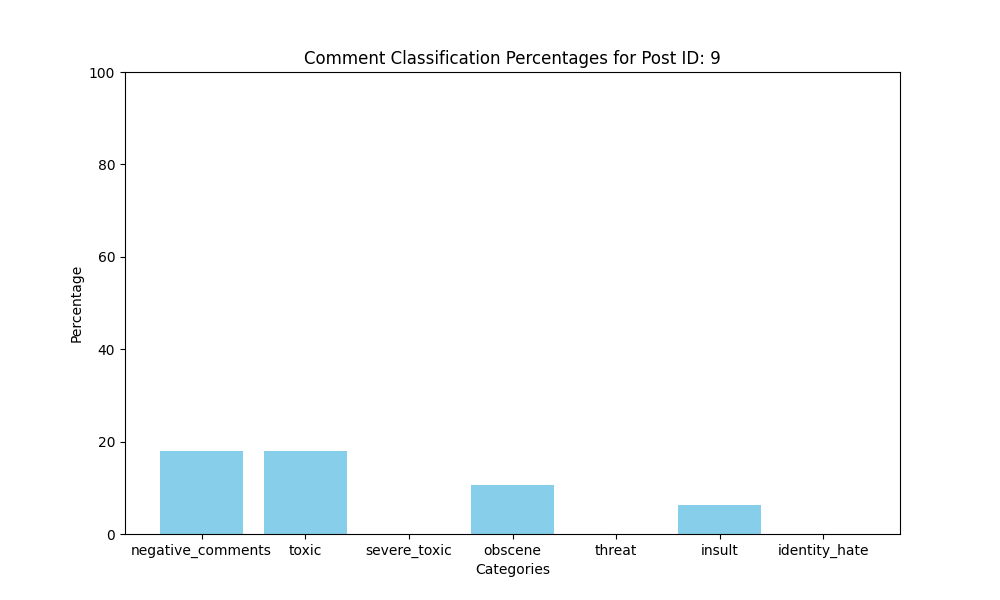 Comment Classification Percentages for Post ID: 9
100
80
60
40
20
0
Percentage
negative_comments toxic severe_toxic obscene threat insult identity_hate
Categories